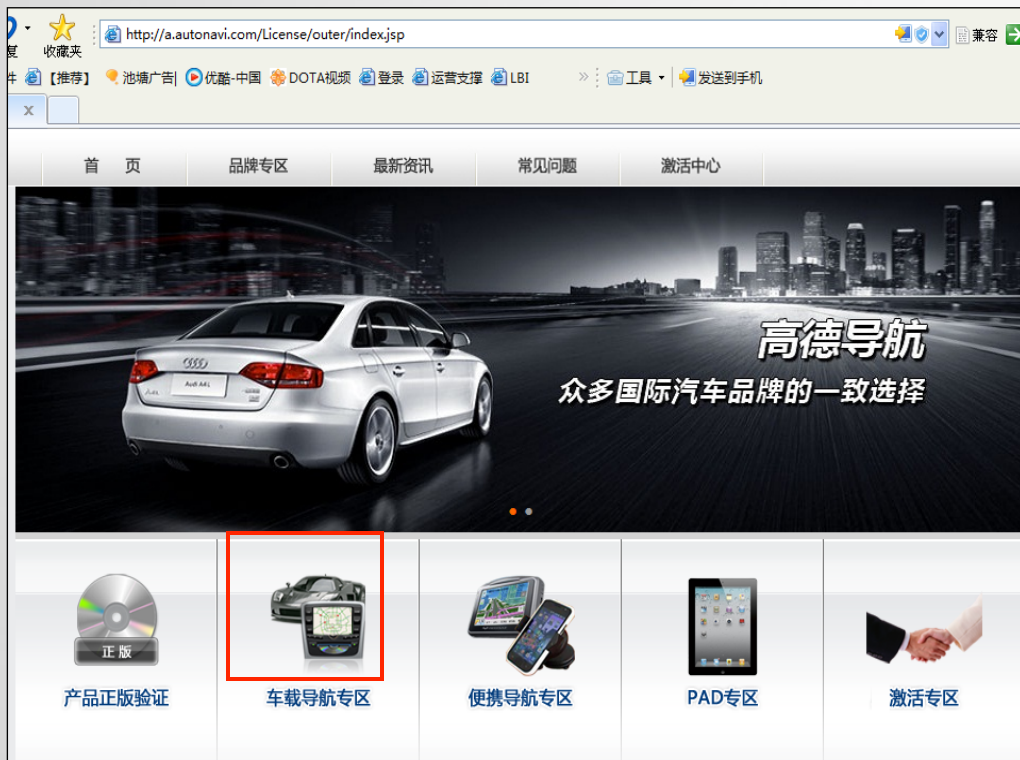 http://a.autonavi.com/License/outer/index.jsp
兼容
复 收藏夹
件 【推荐】 池塘广告| 优酷-中国 DOTA视频 登录 运营支撑 LBI » 工具 发送到手机
x
首 页 品牌专区 最新资讯 常见问题 激活中心
高德导航
众多国际汽车品牌的一致选择
Audi A4L
正版
产品正版验证 车载导航专区 便携导航专区 PAD专区 激活专区